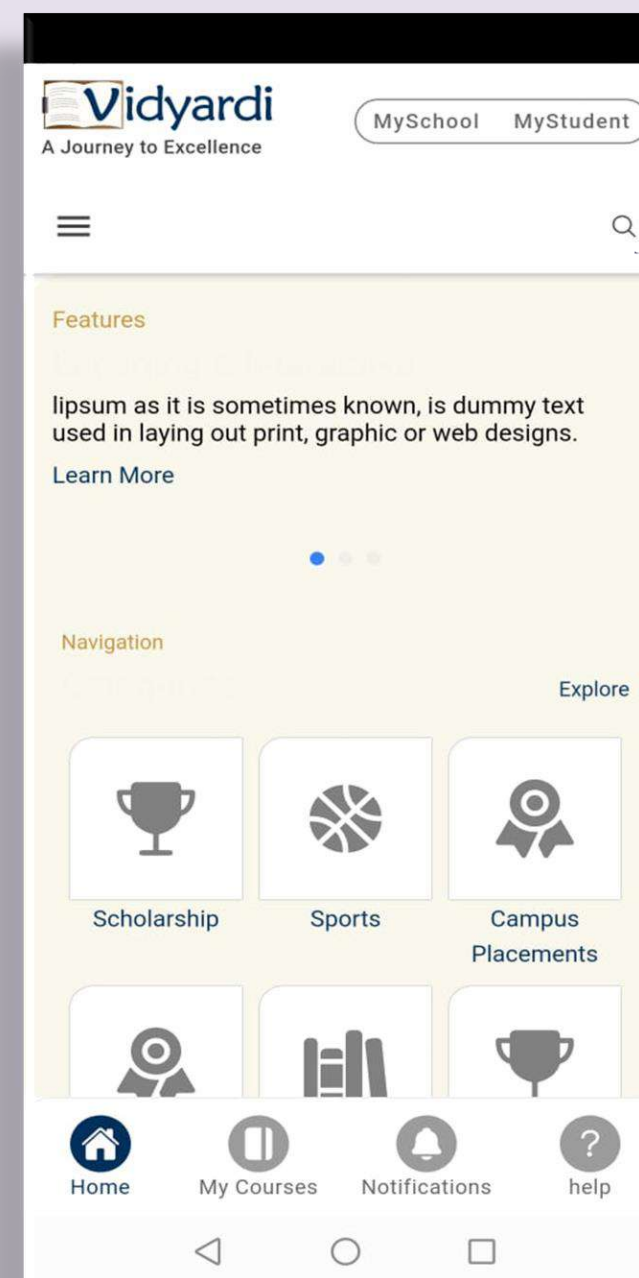 Vidyardi
A Journey to Excellence
MySchool MyStudent
Features
lipsum as it is sometimes known, is dummy text
used in laying out print, graphic or web designs.
Learn More
Navigation
Explore
Scholarship
Sports
Campus
Placements
Home
My Courses
Notifications
?
help